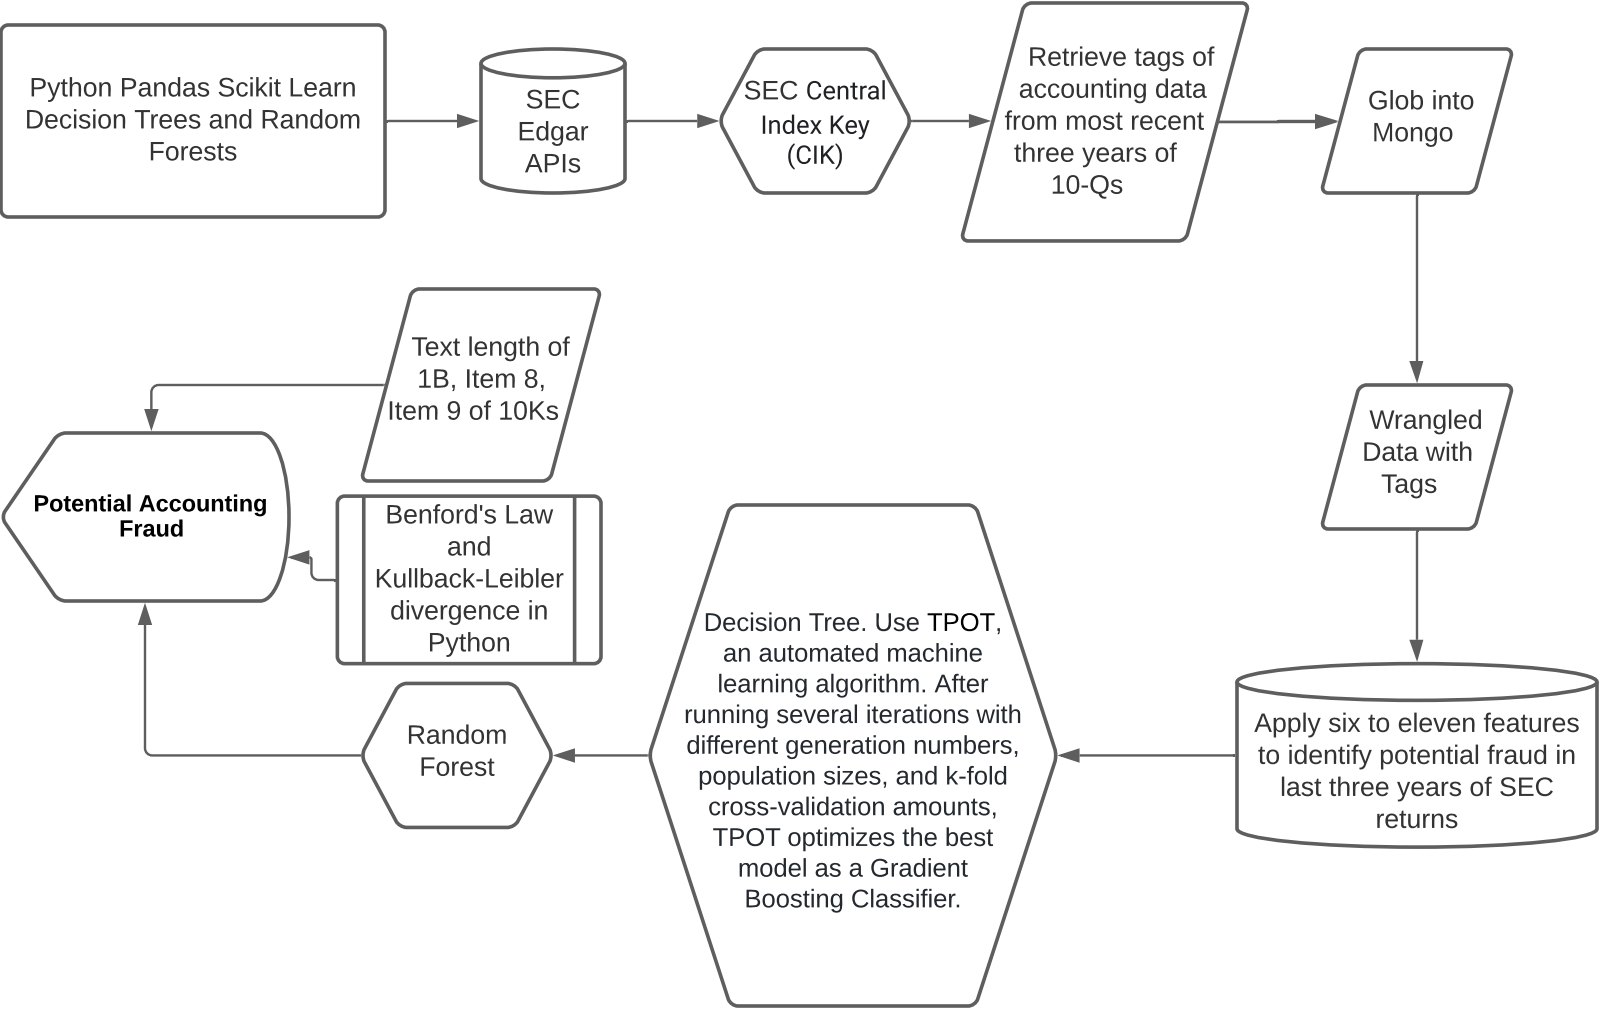 Python Pandas Scikit Learn
Decision Trees and Random
Forests
SEC
Edgar
APIs
SEC Central
Index Key
(CIK)
Retrieve tags of
accounting data
from most recent
three years of
10-Qs
Glob into
Mongo
Wrangled
Data with
Tags
Apply six to eleven features
to identify potential fraud in
last three years of SEC
returns
Decision Tree. Use TPOT,
an automated machine
learning algorithm. After
running several iterations with
different generation numbers,
population sizes, and k-fold
cross-validation amounts,
TPOT optimizes the best
model as a Gradient
Boosting Classifier.
Random
Forest
Text length of
1B, Item 8,
Item 9 of 10Ks
Benford's Law
and
Kullback-Leibler
divergence in
Python
Potential Accounting
Fraud